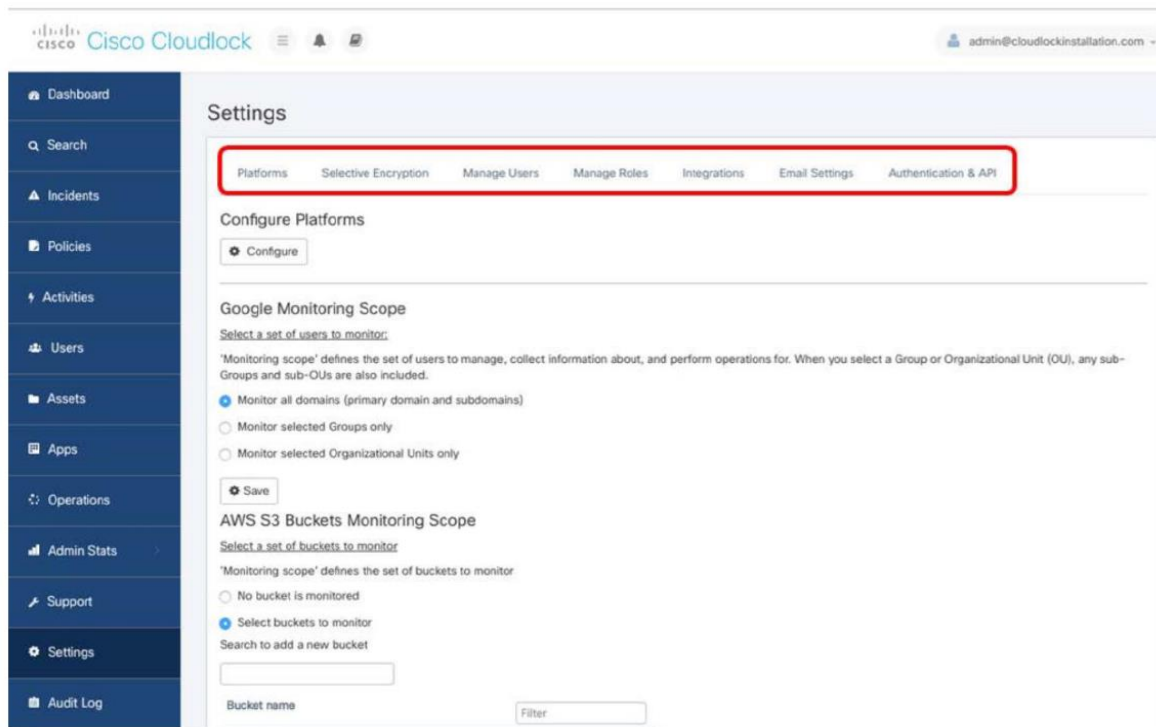 cisco Cisco Cloudlock
admin@cloudlockinstallation.com
Dashboard
Search
Incidents
Policies
Activities
Users
Assets
Apps
Operations
Admin Stats
Support
Settings
Audit Log
Settings
Platforms Selective Encryption Manage Users Manage Roles Integrations Email Settings Authentication & API
Configure Platforms
Configure
Google Monitoring Scope
Select a set of users to monitor:
'Monitoring scope' defines the set of users to manage, collect information about, and perform operations for. When you select a Group or Organizational Unit (OU), any sub-
Groups and sub-OUs are also included.
Monitor all domains (primary domain and subdomains)
Monitor selected Groups only
Monitor selected Organizational Units only
Save
AWS S3 Buckets Monitoring Scope
Select a set of buckets to monitor
'Monitoring scope' defines the set of buckets to monitor
No bucket is monitored
Select buckets to monitor
Search to add a new bucket
Bucket name Filter